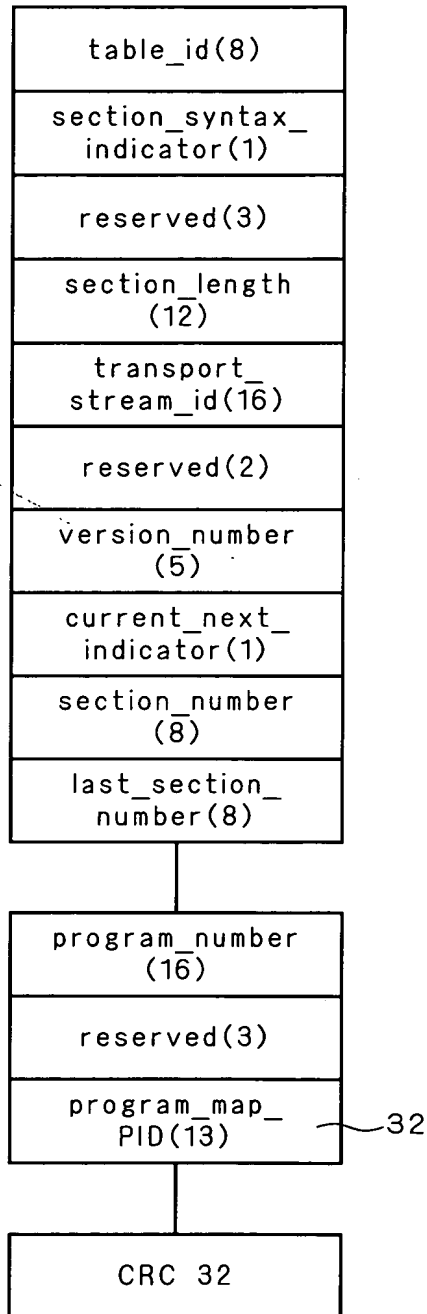 table_id(8)
section_syntax_
indicator(1)
reserved(3)
section_length
(12)
transport_
stream_id(16)
reserved(2)
version_number
(5)
current_next_
indicator(1)
section_number
(8)
last_section_
number(8)
program_number
(16)
reserved(3)
program_map_
PID(13)
32
CRC 32